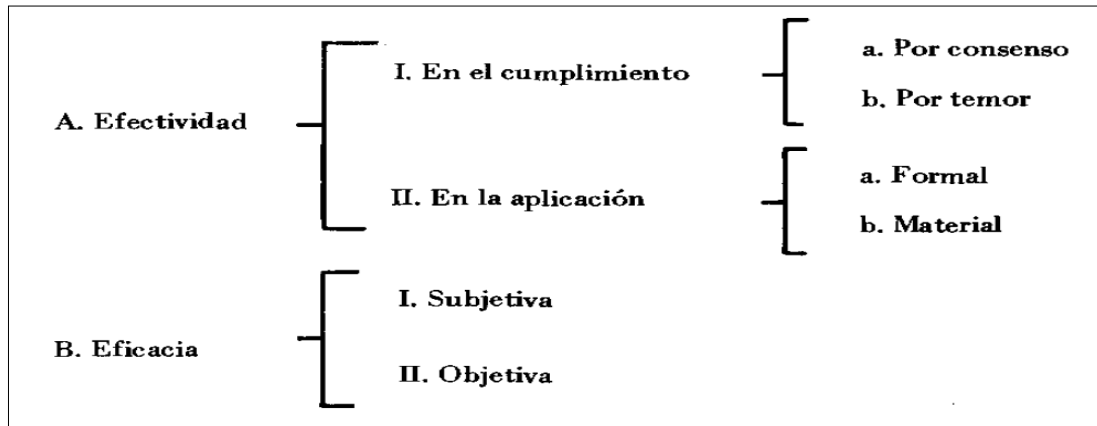 A. Efectividad
I. En el cumplimiento
a. Por consenso
b. Por temor
II. En la aplicación
a. Formal
b. Material
B. Eficacia
I. Subjetiva
II. Objetiva